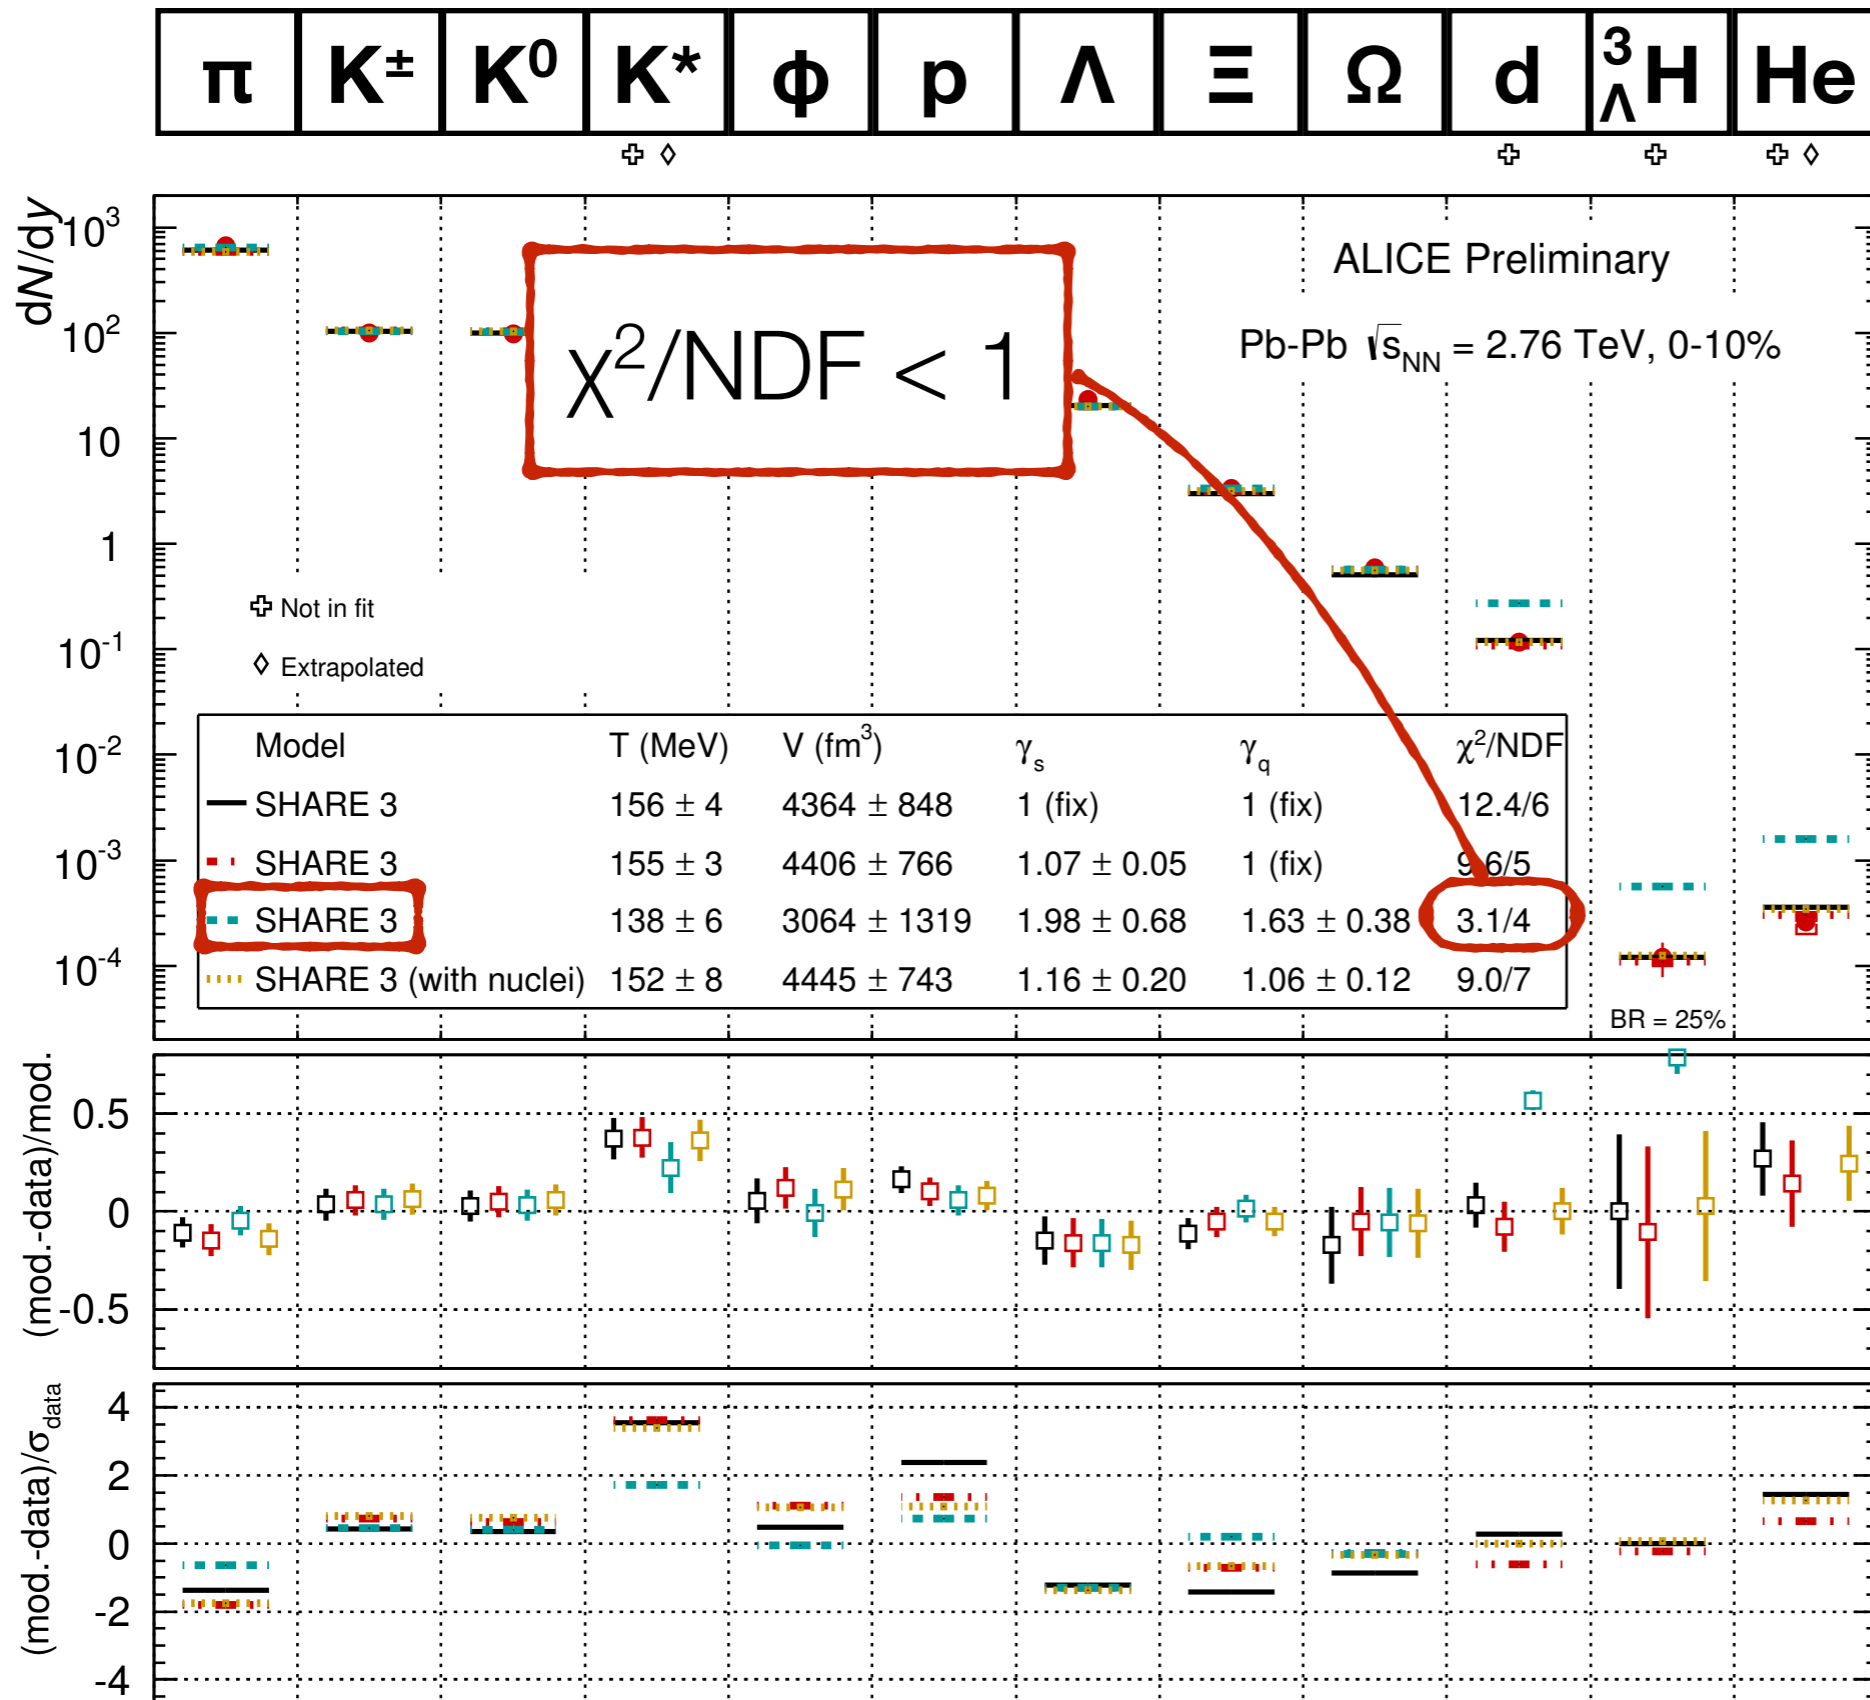 π K± K⁰ K* ϕ p Λ Ξ Ω d ³ΛH He
dN/dy
10³
10²
10
1
10⁻¹
10⁻²
10⁻³
10⁻⁴
ALICE Preliminary
Pb-Pb √sNN = 2.76 TeV, 0-10%
χ²/NDF < 1
Not in fit
Extrapolated
Model T (MeV) V (fm³) γs γq χ²/NDF
SHARE 3 156 ± 4 4364 ± 848 1 (fix) 1 (fix) 12.4/6
SHARE 3 155 ± 3 4406 ± 766 1.07 ± 0.05 1 (fix) 9.6/5
SHARE 3 138 ± 6 3064 ± 1319 1.98 ± 0.68 1.63 ± 0.38 3.1/4
SHARE 3 (with nuclei) 152 ± 8 4445 ± 743 1.16 ± 0.20 1.06 ± 0.12 9.0/7
BR = 25%
(mod.-data)/mod.
0.5
0
-0.5
(mod.-data)/σdata
4
2
0
-2
-4